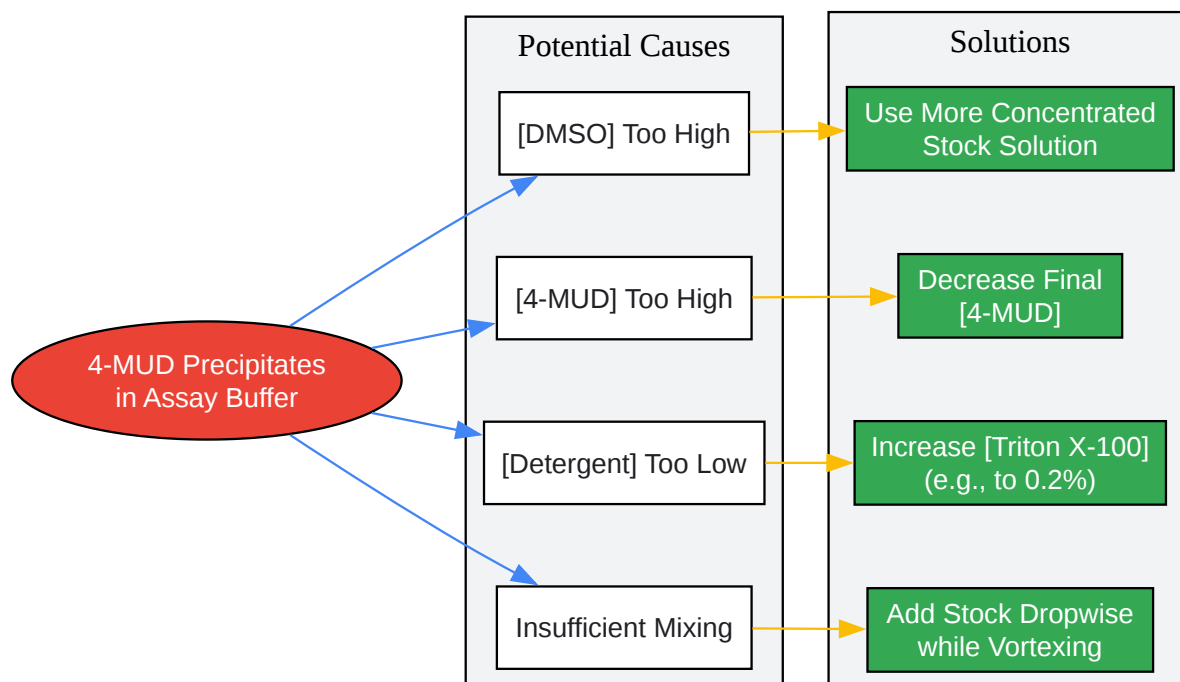 Potential Causes
Solutions
[DMSO] Too High
Use More Concentrated
Stock Solution
[4-MUD] Too High
Decrease Final
[4-MUD]
4-MUD Precipitates
in Assay Buffer
[Detergent] Too Low
Increase [Triton X-100]
(e.g., to 0.2%)
Insufficient Mixing
Add Stock Dropwise
while Vortexing